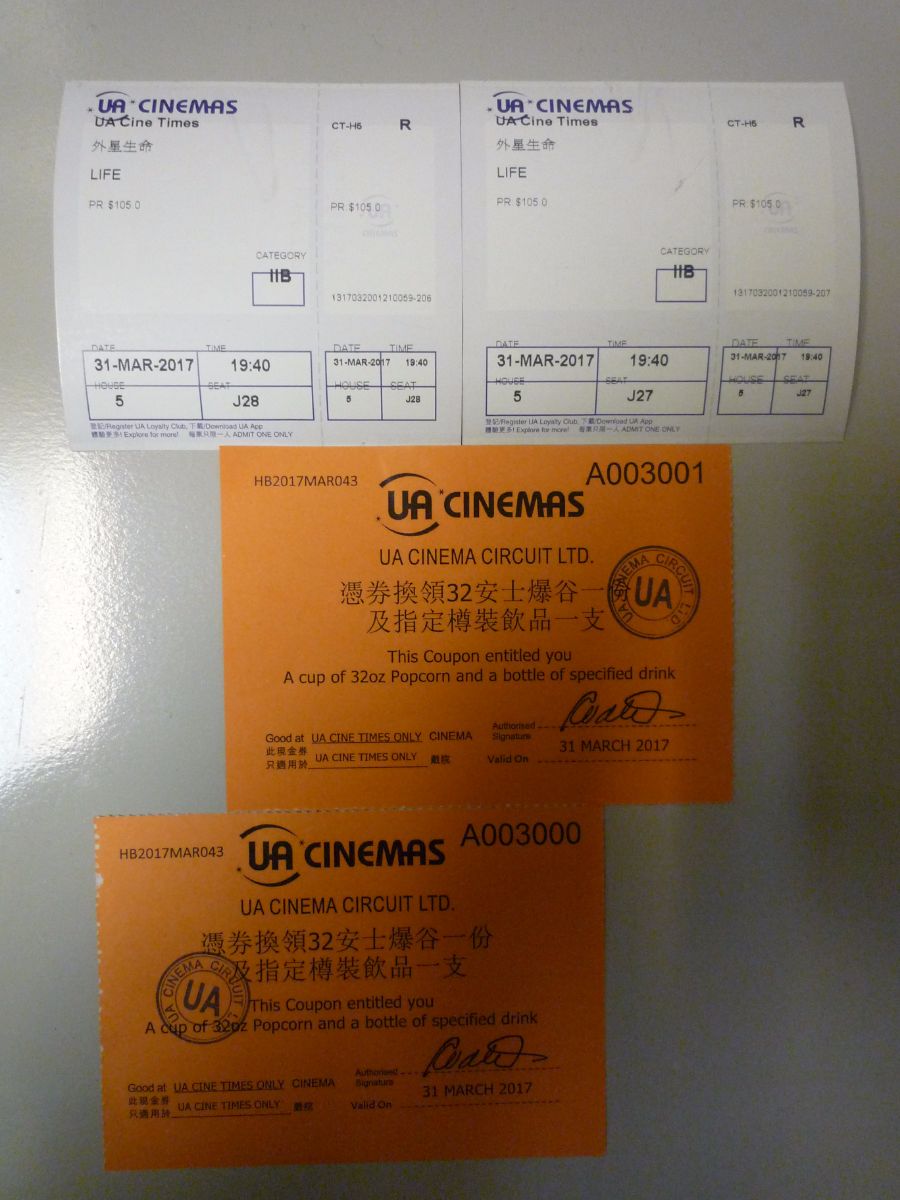 UA CINEMAS
UA Cine Times
CT-H5 R
外星生命
LIFE
PR $105.0
PR $105.0
CATEGORY
IIB
1317032001210059-206
DATE TIME
31-MAR-2017 19:40
HOUSE SEAT
5 J28
DATE TIME
31-MAR-2017 19:40
HOUSE SEAT
5 J28
登記/Register UA Loyalty Club, 下載/Download UA App
體驗更多! Explore for more! 每票只限一人 ADMIT ONE ONLY
UA CINEMAS
UA Cine Times
CT-H5 R
外星生命
LIFE
PR $105.0
PR $105.0
CATEGORY
IIB
1317032001210059-207
DATE TIME
31-MAR-2017 19:40
HOUSE SEAT
5 J27
DATE TIME
31-MAR-2017 19:40
HOUSE SEAT
5 J27
登記/Register UA Loyalty Club, 下載/Download UA App
體驗更多! Explore for more! 每票只限一人 ADMIT ONE ONLY
HB2017MAR043
UA CINEMAS
A003001
UA CINEMA CIRCUIT LTD.
憑券換領32安士爆谷一
及指定樽裝飲品一支
UA CINEMA CIRCUIT LTD.
UA
This Coupon entitled you
A cup of 32oz Popcorn and a bottle of specified drink
Authorised
Signature
Good at UA CINE TIMES ONLY CINEMA
此現金券
只適用於 UA CINE TIMES ONLY 戲院
Valid On 31 MARCH 2017
HB2017MAR043
UA CINEMAS
A003000
UA CINEMA CIRCUIT LTD.
憑券換領32安士爆谷一份
及指定樽裝飲品一支
UA CINEMA CIRCUIT LTD.
UA
This Coupon entitled you
A cup of 32oz Popcorn and a bottle of specified drink
Authorised
Signature
Good at UA CINE TIMES ONLY CINEMA
此現金券
只適用於 UA CINE TIMES ONLY 戲院
Valid On 31 MARCH 2017